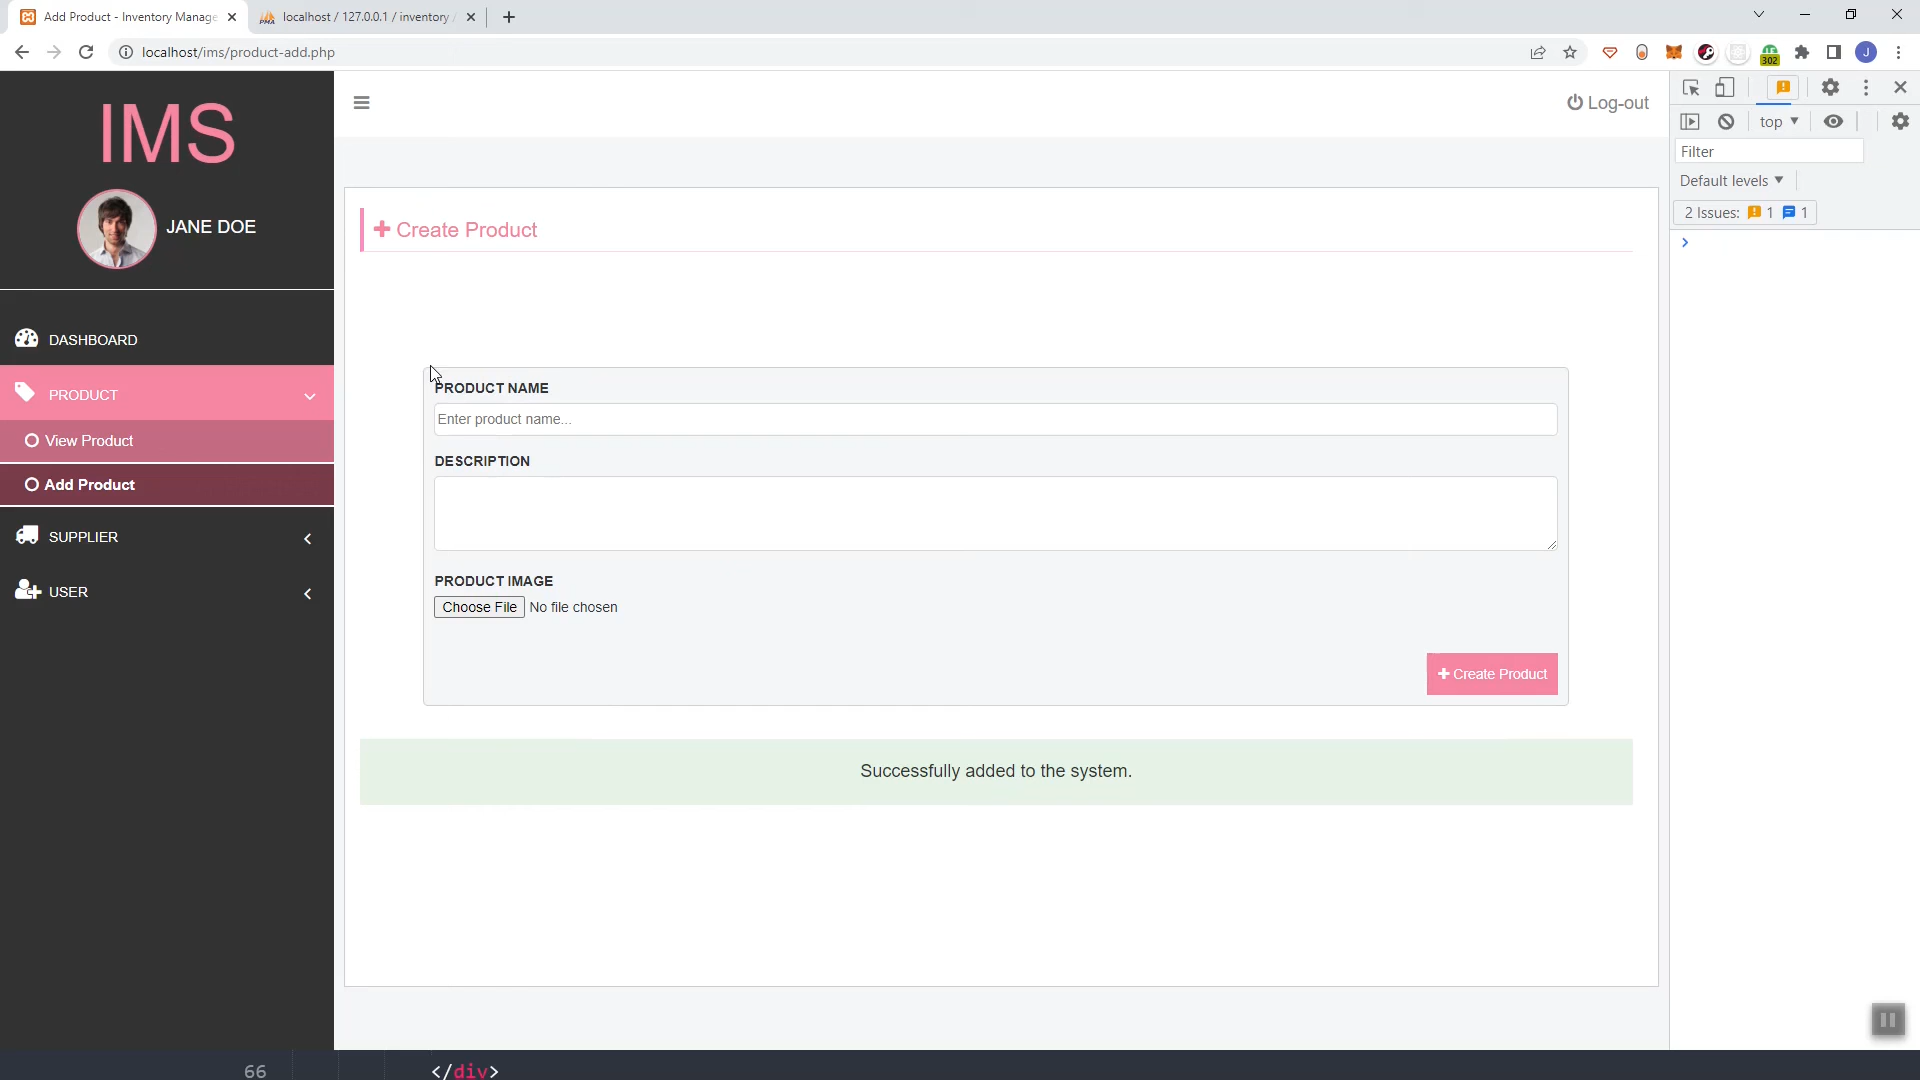 Add Product - Inventory Manage
localhost / 127.0.0.1 / inventory
localhost/ims/product-add.php
302
J
IMS
JANE DOE
DASHBOARD
PRODUCT
View Product
Add Product
SUPPLIER
USER
Log-out
Create Product
PRODUCT NAME
Enter product name...
DESCRIPTION
PRODUCT IMAGE
Choose File No file chosen
Create Product
Successfully added to the system.
top
Filter
Default levels
2 Issues: 1 1
66 </div>